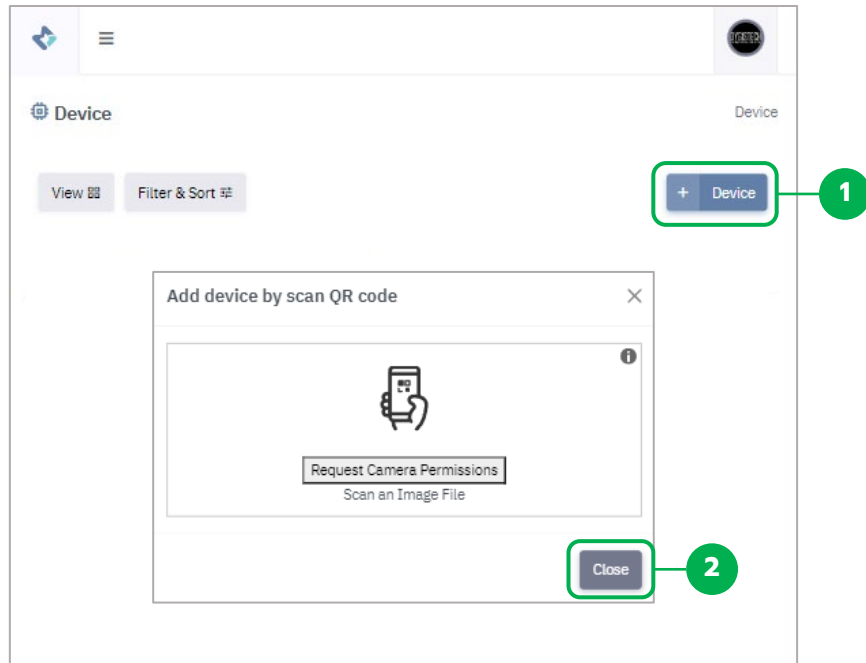 Device
Device
View
Filter & Sort
+ Device
1
Add device by scan QR code
Request Camera Permissions
Scan an Image File
Close
2